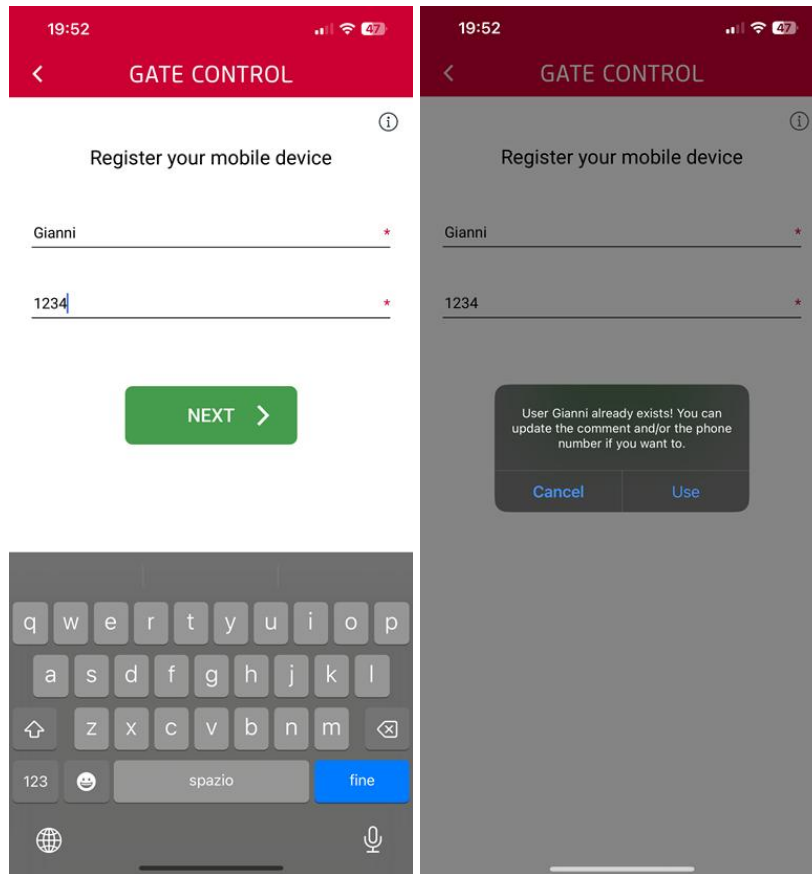 19:52
47
GATE CONTROL
Register your mobile device
Gianni *
1234 *
NEXT
q w e r t y u i o p
a s d f g h j k l
z x c v b n m
123 spazio fine
19:52
47
GATE CONTROL
Register your mobile device
Gianni *
1234 *
User Gianni already exists! You can
update the comment and/or the phone
number if you want to.
Cancel Use